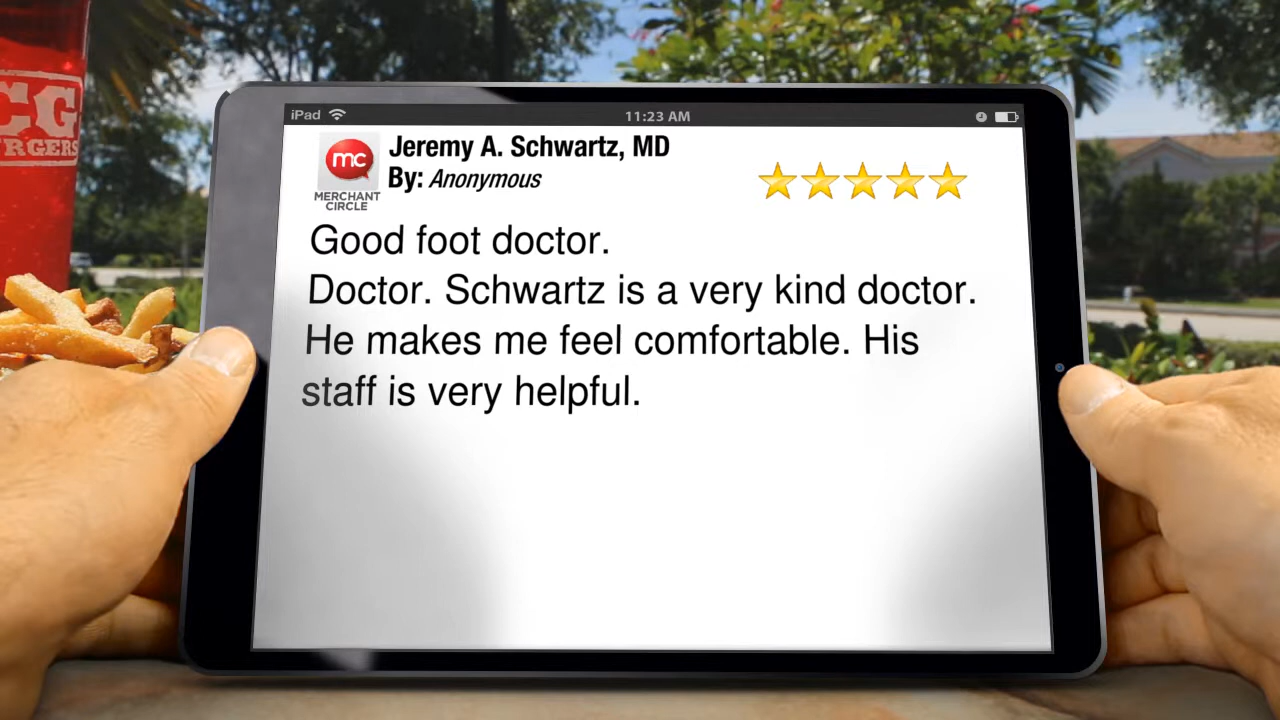 CG
RGERS
iPad
11:23 AM
mc
MERCHANT
CIRCLE
Jeremy A. Schwartz, MD
By: Anonymous
Good foot doctor.
Doctor. Schwartz is a very kind doctor.
He makes me feel comfortable. His
staff is very helpful.